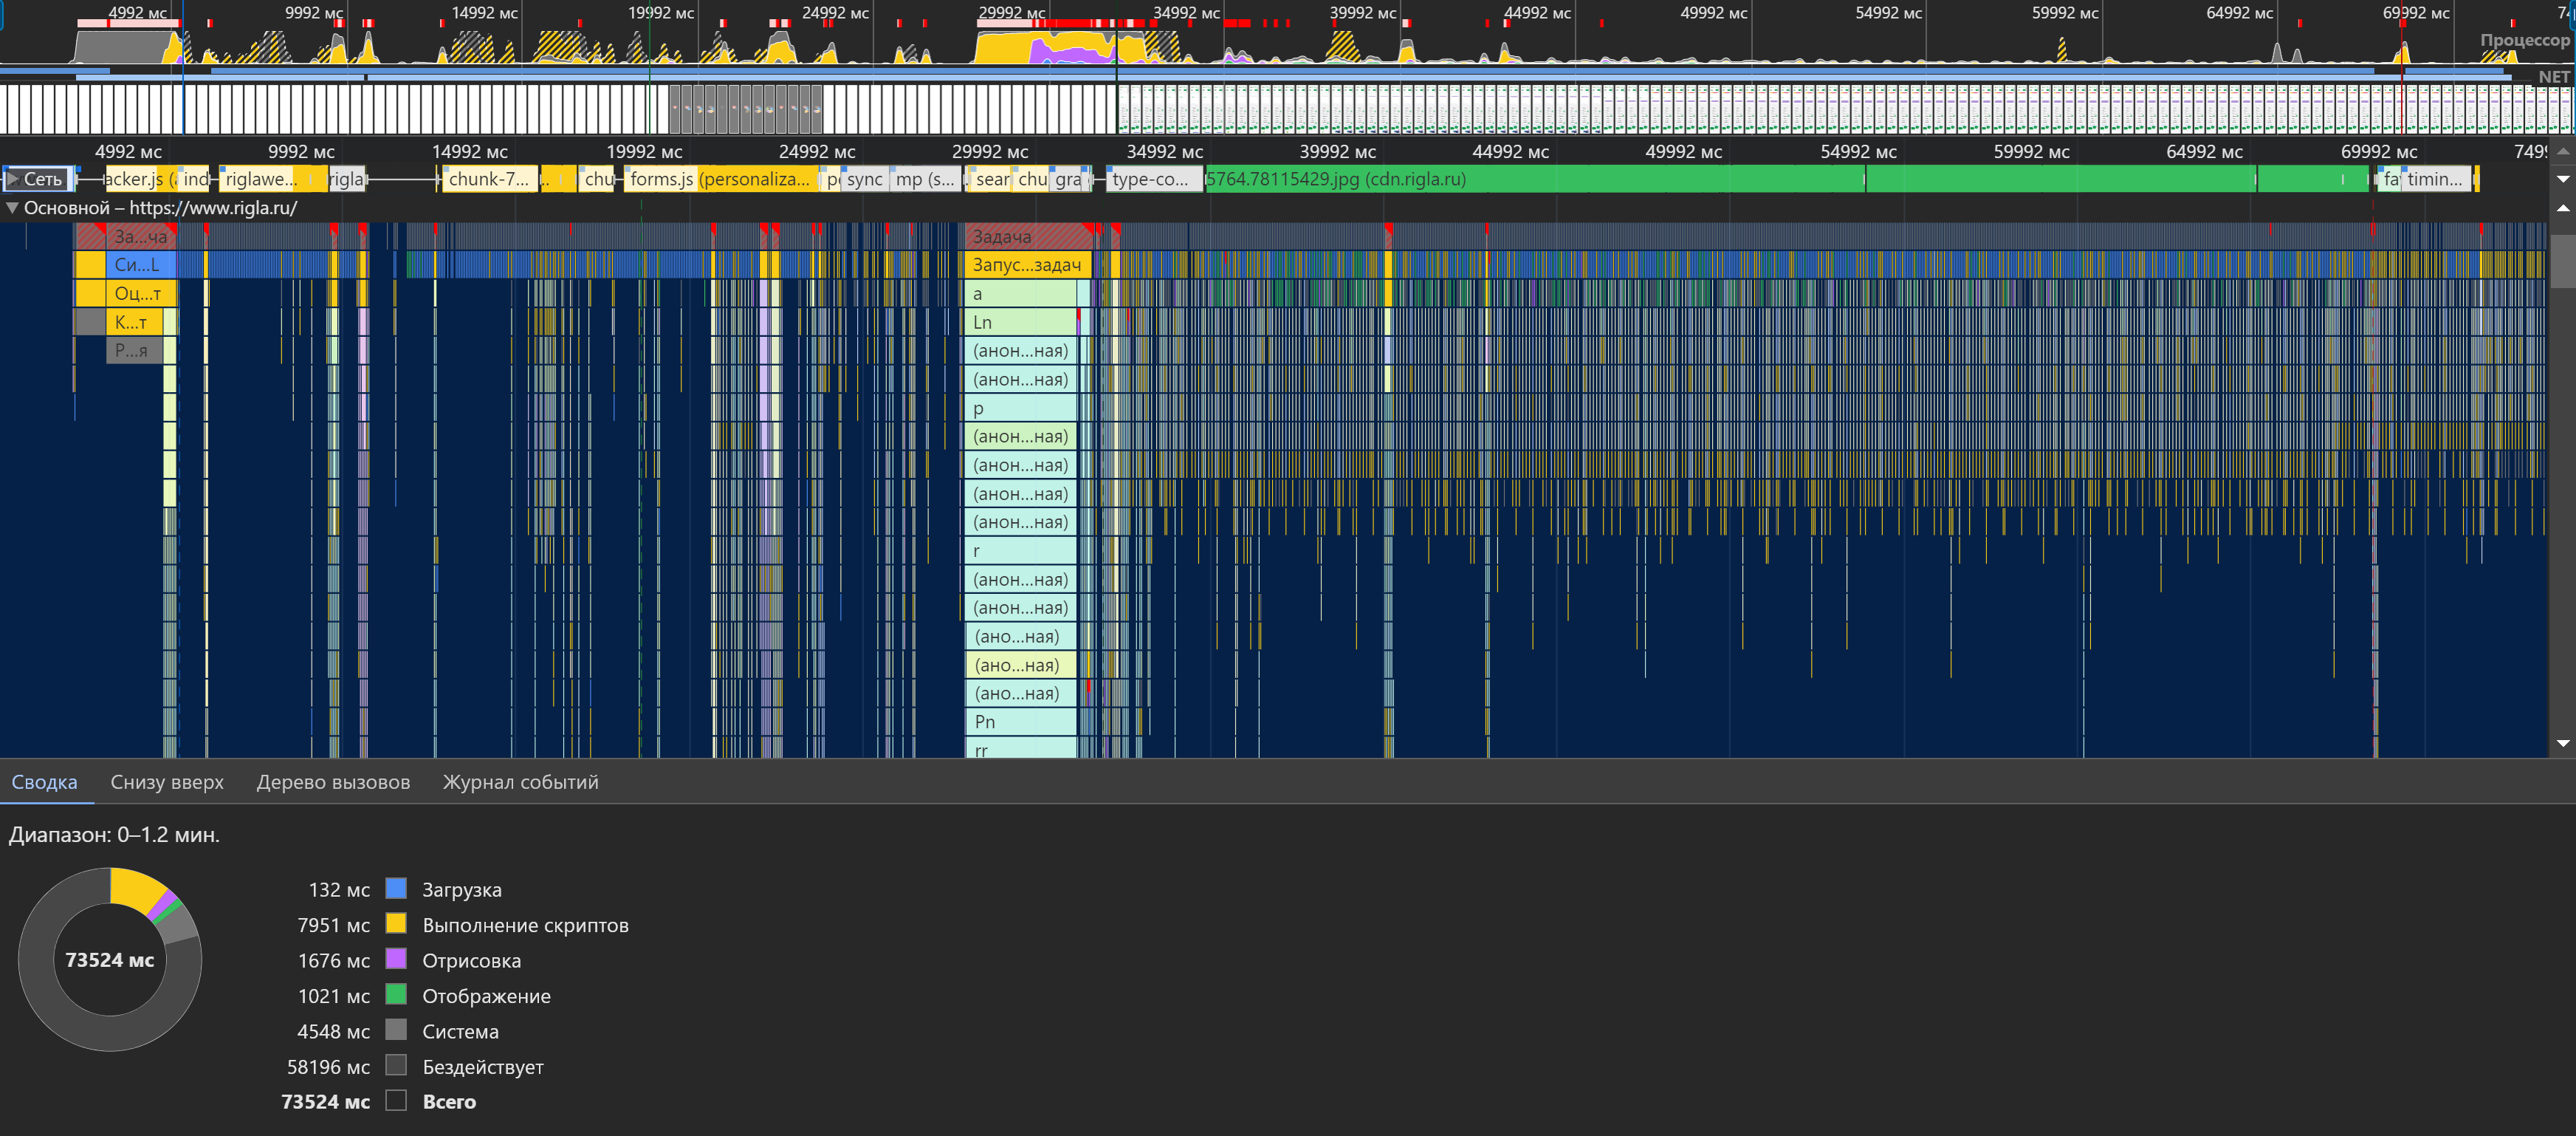 4992 мс 9992 мс 14992 мс 19992 мс 24992 мс 29992 мс 34992 мс 39992 мс 44992 мс 49992 мс 54992 мс 59992 мс 64992 мс 69992 мс 74
Процессор
NET
4992 мс 9992 мс 14992 мс 19992 мс 24992 мс 29992 мс 34992 мс 39992 мс 44992 мс 49992 мс 54992 мс 59992 мс 64992 мс 69992 мс 749
Сеть acker.js ( ind riglawe... rigla chunk-7... .. chu forms.js (personaliza... p sync mp (s... sear chu gra type-co... 5764.78115429.jpg (cdn.rigla.ru) fa timin...
Основной – https://www.rigla.ru/
За...ча Задача
Си...L Запус...задач
Оц...т a
К...т Ln
Р...я (анон...ная)
(анон...ная)
p
(анон...ная)
(анон...ная)
(анон...ная)
(анон...ная)
r
(анон...ная)
(анон...ная)
(ано...ная)
(ано...ная)
(ано...ная)
Pn
rr
Сводка Снизу вверх Дерево вызовов Журнал событий
Диапазон: 0–1.2 мин.
73524 мс
132 мс Загрузка
7951 мс Выполнение скриптов
1676 мс Отрисовка
1021 мс Отображение
4548 мс Система
58196 мс Бездействует
73524 мс Всего